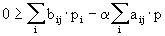 0 ≥ ∑_i b_ij · p_i − α ∑_i a_ij · p